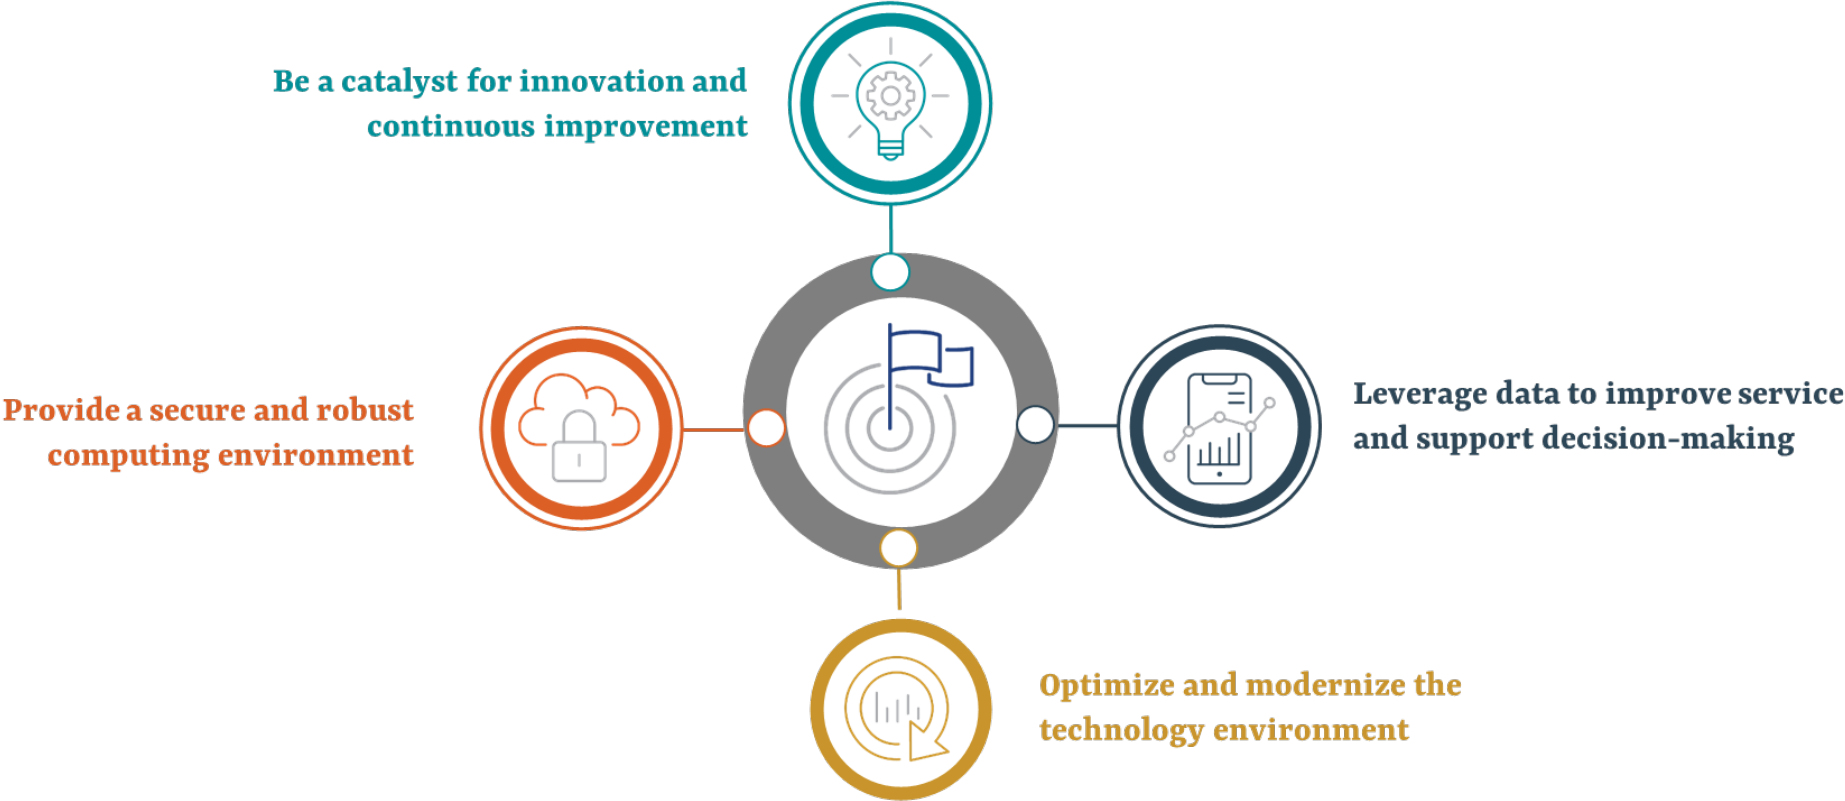 Be a catalyst for innovation and
continuous improvement
Provide a secure and robust
computing environment
Leverage data to improve service
and support decision-making
Optimize and modernize the
technology environment